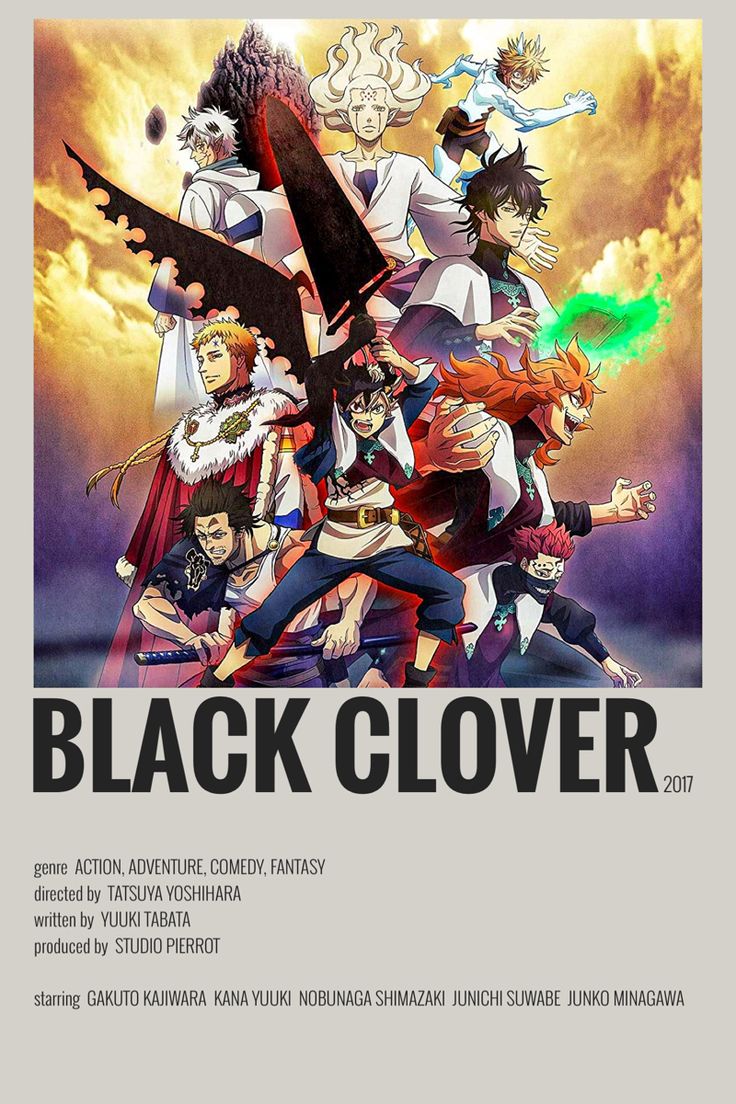 BLACK CLOVER 2017
genre ACTION, ADVENTURE, COMEDY, FANTASY
directed by TATSUYA YOSHIHARA
written by YUUKI TABATA
produced by STUDIO PIERROT
starring GAKUTO KAJIWARA KANA YUUKI NOBUNAGA SHIMAZAKI JUNICHI SUWABE JUNKO MINAGAWA